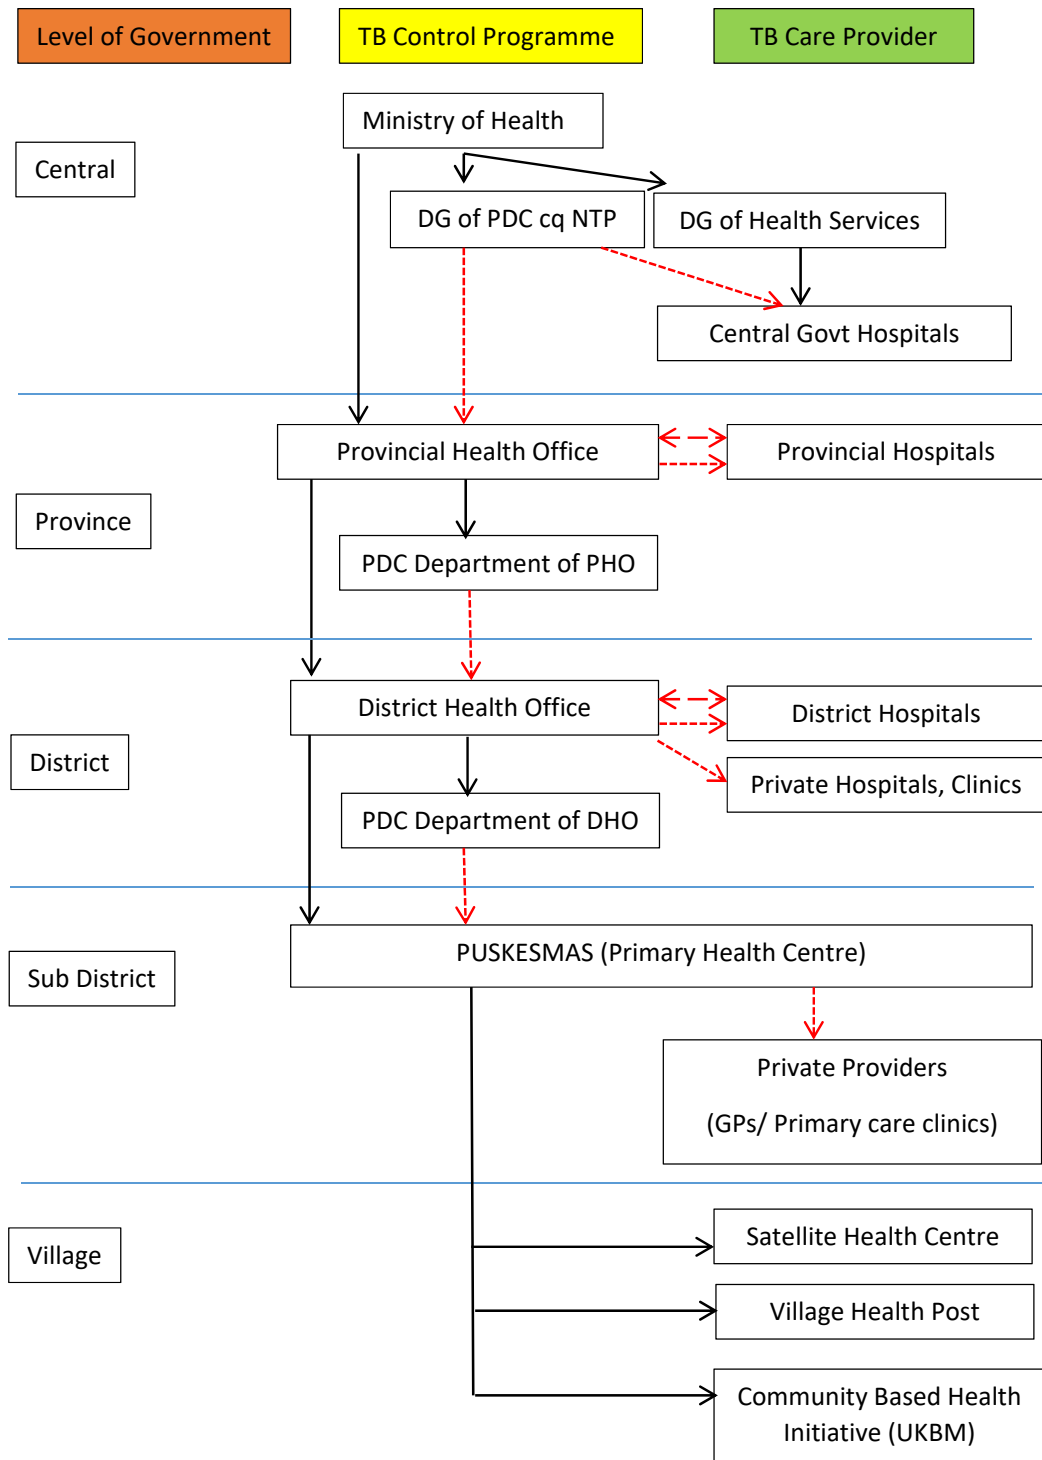 Level of Government
TB Control Programme
TB Care Provider
Central
Ministry of Health
DG of PDC cq NTP
DG of Health Services
Central Govt Hospitals
Province
Provincial Health Office
Provincial Hospitals
PDC Department of PHO
District
District Health Office
District Hospitals
Private Hospitals, Clinics
PDC Department of DHO
Sub District
PUSKESMAS (Primary Health Centre)
Private Providers
(GPs/ Primary care clinics)
Village
Satellite Health Centre
Village Health Post
Community Based Health
Initiative (UKBM)